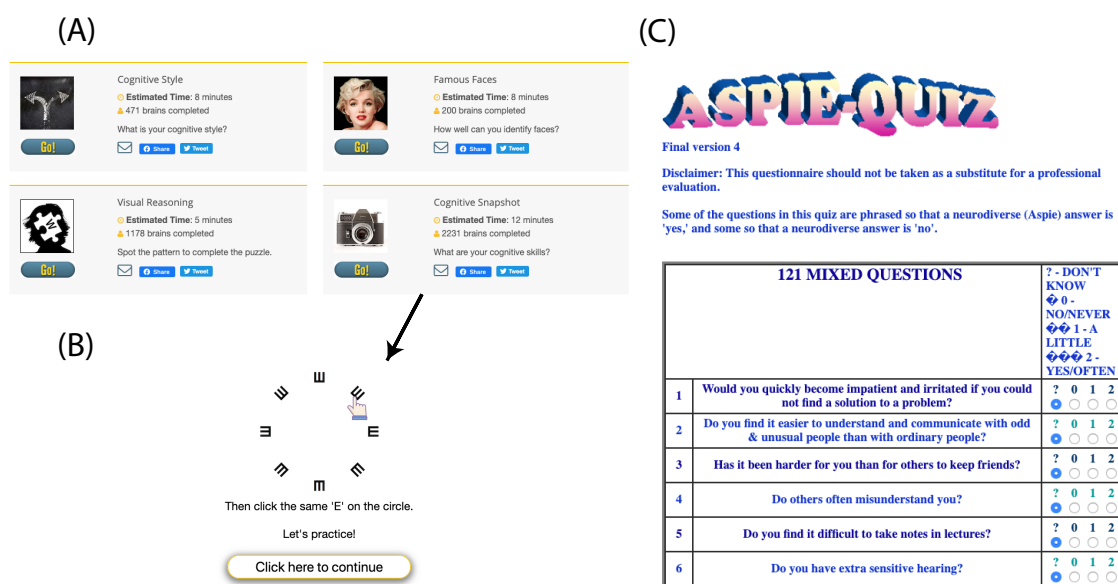 (A)
Cognitive Style
Estimated Time: 8 minutes
471 brains completed
What is your cognitive style?
Go!
Share
Tweet
Famous Faces
Estimated Time: 8 minutes
200 brains completed
How well can you identify faces?
Go!
Share
Tweet
Visual Reasoning
Estimated Time: 5 minutes
1178 brains completed
Spot the pattern to complete the puzzle.
W
Go!
Share
Tweet
Cognitive Snapshot
Estimated Time: 12 minutes
2231 brains completed
What are your cognitive skills?
Go!
Share
Tweet
(B)
E
E
E
E
E
E
E
E
Then click the same 'E' on the circle.
Let's practice!
Click here to continue
(C)
ASPIE-QUIZ
Final version 4
Disclaimer: This questionnaire should not be taken as a substitute for a professional
evaluation.
Some of the questions in this quiz are phrased so that a neurodiverse (Aspie) answer is
'yes,' and some so that a neurodiverse answer is 'no'.
121 MIXED QUESTIONS
? - DON'T
KNOW
� 0 -
NO/NEVER
�� 1 - A
LITTLE
��� 2 -
YES/OFTEN
1 Would you quickly become impatient and irritated if you could
not find a solution to a problem?
? 0 1 2
2 Do you find it easier to understand and communicate with odd
& unusual people than with ordinary people?
? 0 1 2
3 Has it been harder for you than for others to keep friends?
? 0 1 2
4 Do others often misunderstand you?
? 0 1 2
5 Do you find it difficult to take notes in lectures?
? 0 1 2
6 Do you have extra sensitive hearing?
? 0 1 2